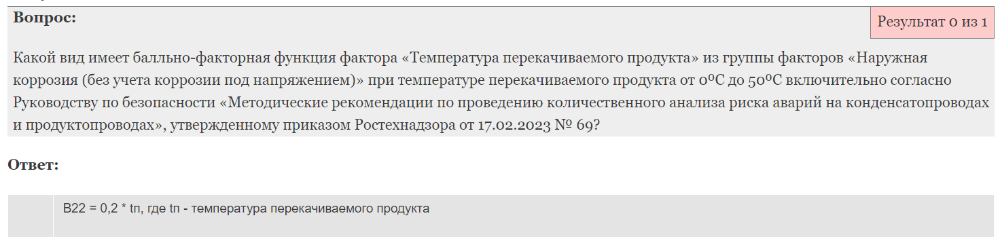 Вопрос:
Результат 0 из 1
Какой вид имеет балльно-факторная функция фактора «Температура перекачиваемого продукта» из группы факторов «Наружная
коррозия (без учета коррозии под напряжением)» при температуре перекачиваемого продукта от 0⁰С до 50⁰С включительно согласно
Руководству по безопасности «Методические рекомендации по проведению количественного анализа риска аварий на конденсатопроводах
и продуктопроводах», утвержденному приказом Ростехнадзора от 17.02.2023 № 69?
Ответ:
B22 = 0,2 * tп, где tп - температура перекачиваемого продукта